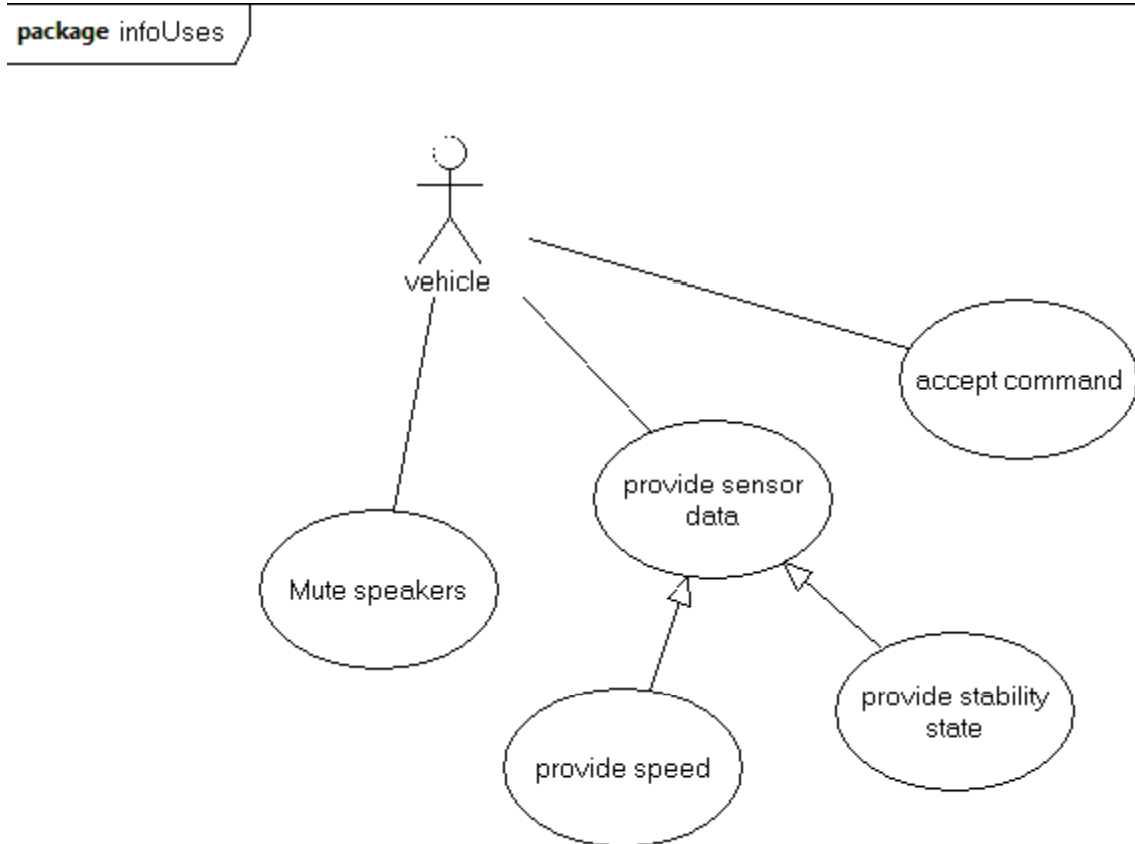 package infoUses
vehicle
accept command
provide sensor
data
Mute speakers
provide stability
state
provide speed